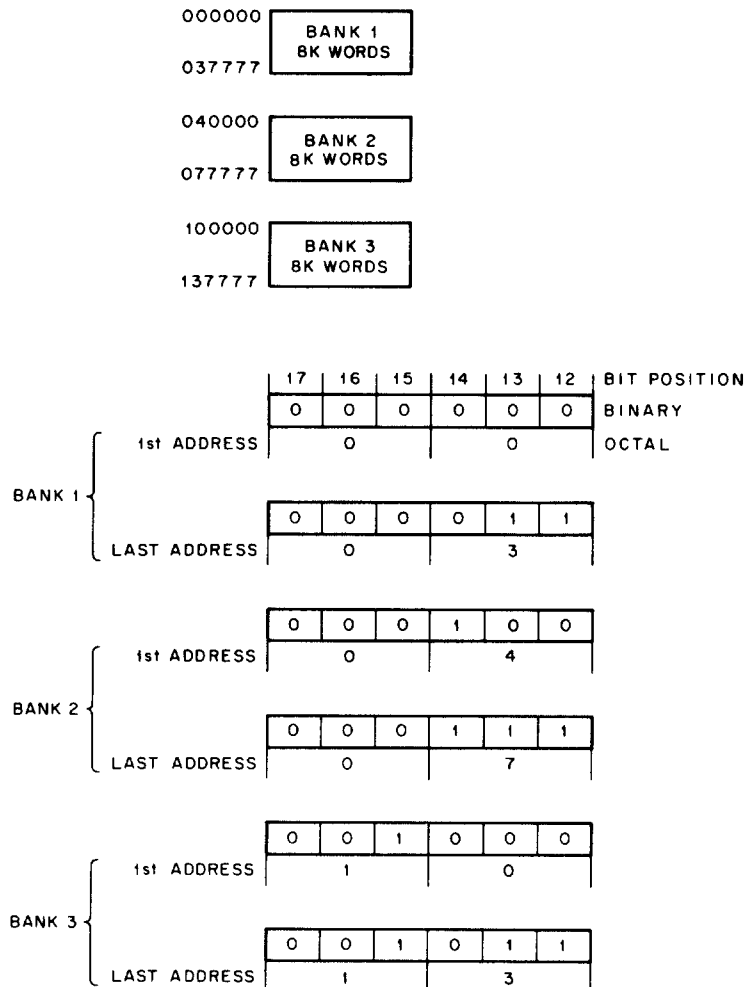 000000
BANK 1
8K WORDS
037777
040000
BANK 2
8K WORDS
077777
100000
BANK 3
8K WORDS
137777
17 16 15 14 13 12 BIT POSITION
0 0 0 0 0 0 BINARY
1st ADDRESS 0 0 OCTAL
BANK 1
0 0 0 0 1 1
LAST ADDRESS 0 3
0 0 0 1 0 0
1st ADDRESS 0 4
BANK 2
0 0 0 1 1 1
LAST ADDRESS 0 7
0 0 1 0 0 0
1st ADDRESS 1 0
BANK 3
0 0 1 0 1 1
LAST ADDRESS 1 3